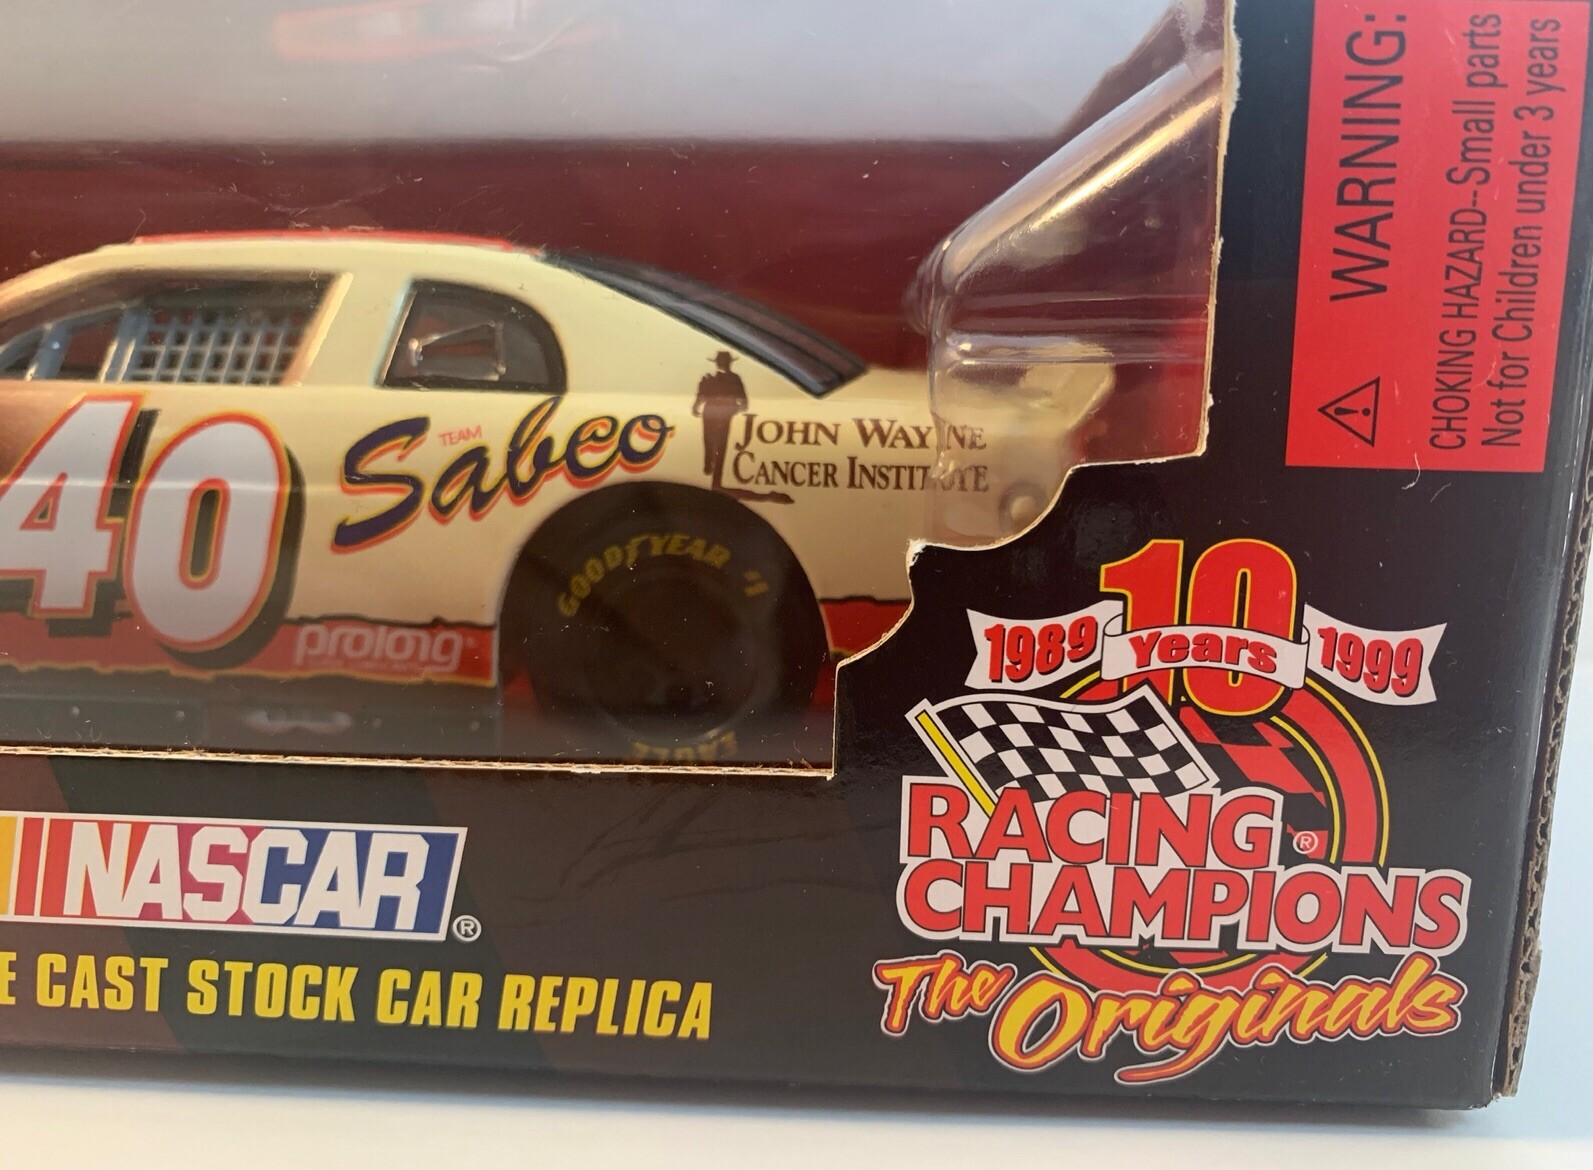 WARNING:
CHOKING HAZARD--Small parts
Not for Children under 3 years
40
TEAM
Sabco
JOHN WAYNE
CANCER INSTITUTE
GOODYEAR #1
EAGLE
prolong
10
1989 Years 1999
RACING
CHAMPIONS
The Originals
NASCAR
E CAST STOCK CAR REPLICA